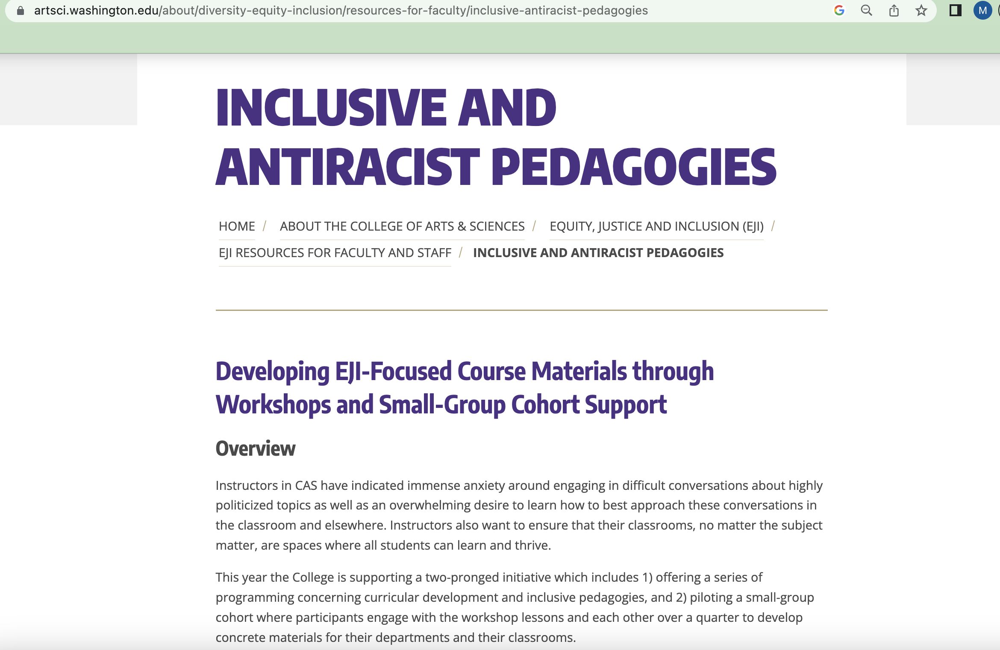 artsci.washington.edu/about/diversity-equity-inclusion/resources-for-faculty/inclusive-antiracist-pedagogies
M
INCLUSIVE AND
ANTIRACIST PEDAGOGIES
HOME / ABOUT THE COLLEGE OF ARTS & SCIENCES / EQUITY, JUSTICE AND INCLUSION (EJI) /
EJI RESOURCES FOR FACULTY AND STAFF / INCLUSIVE AND ANTIRACIST PEDAGOGIES
Developing EJI-Focused Course Materials through
Workshops and Small-Group Cohort Support
Overview
Instructors in CAS have indicated immense anxiety around engaging in difficult conversations about highly
politicized topics as well as an overwhelming desire to learn how to best approach these conversations in
the classroom and elsewhere. Instructors also want to ensure that their classrooms, no matter the subject
matter, are spaces where all students can learn and thrive.
This year the College is supporting a two-pronged initiative which includes 1) offering a series of
programming concerning curricular development and inclusive pedagogies, and 2) piloting a small-group
cohort where participants engage with the workshop lessons and each other over a quarter to develop
concrete materials for their departments and their classrooms.